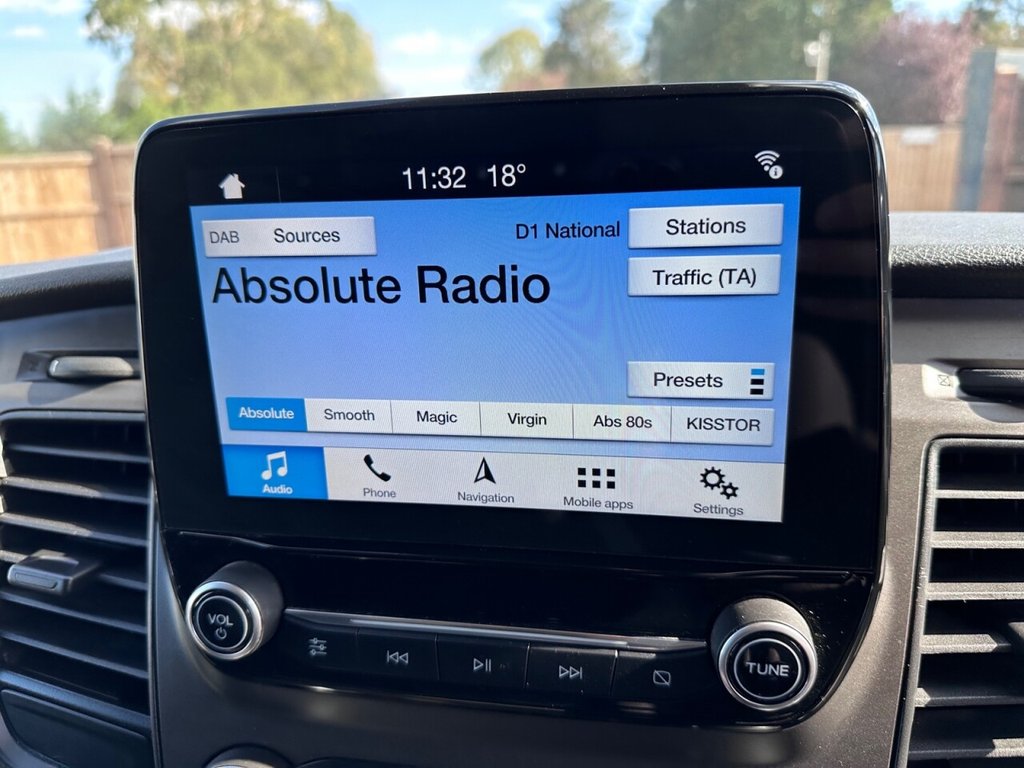 11:32 18°
DAB Sources D1 National Stations
Absolute Radio Traffic (TA)
Presets
Absolute Smooth Magic Virgin Abs 80s KISSTOR
Audio Phone Navigation Mobile apps Settings
VOL
TUNE